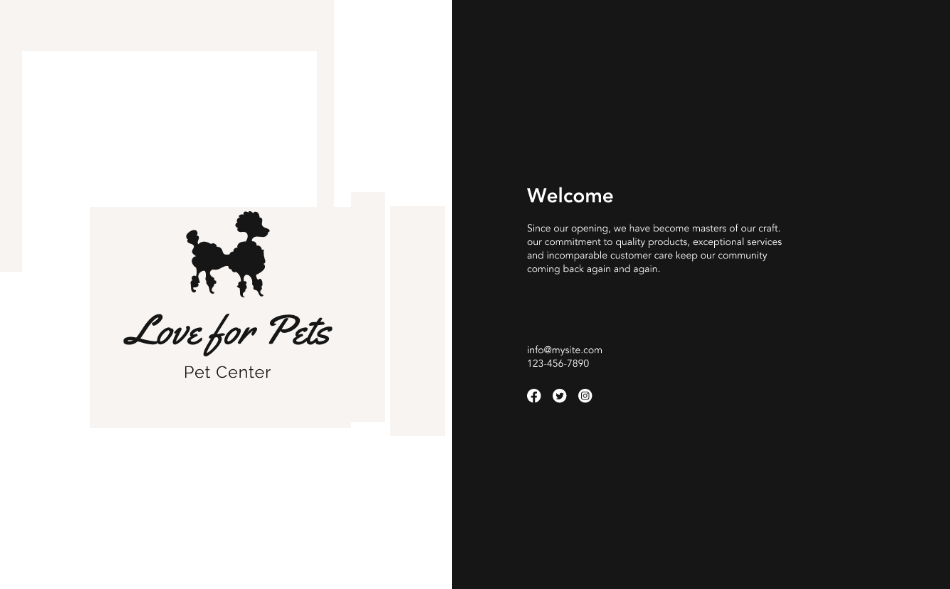 Love for Pets
Pet Center
Welcome
Since our opening, we have become masters of our craft.
our commitment to quality products, exceptional services
and incomparable customer care keep our community
coming back again and again.
info@mysite.com
123-456-7890